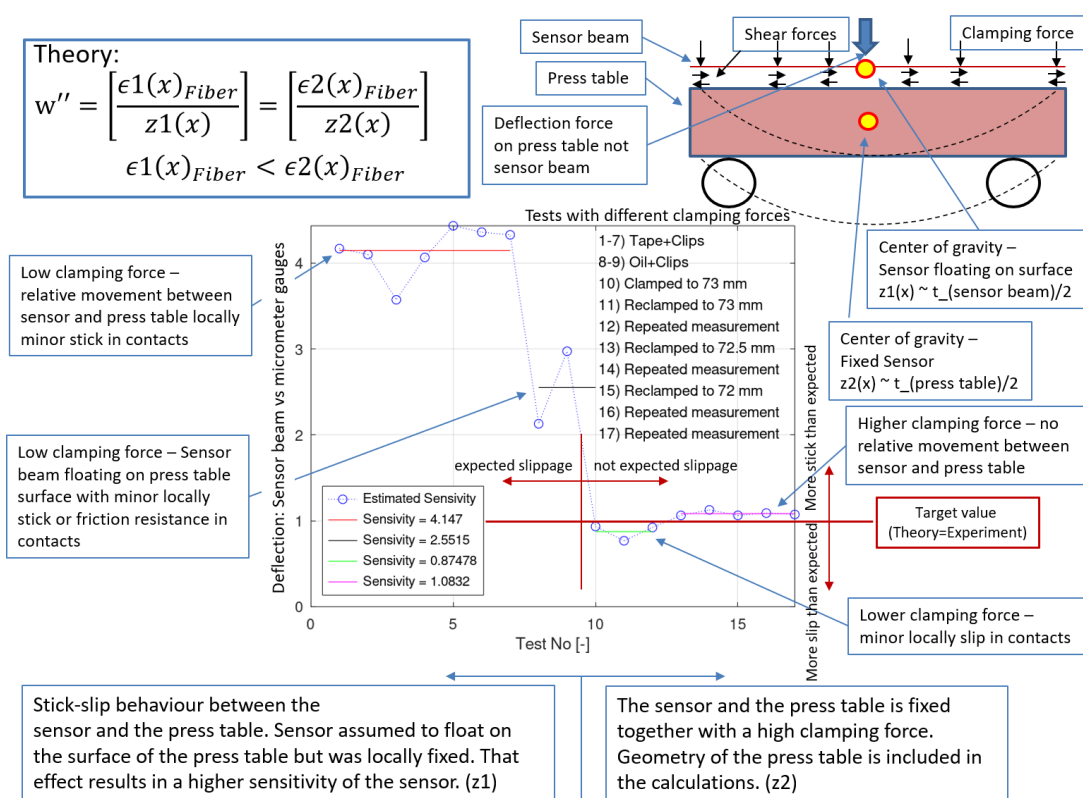 Theory:
w′′ = [ϵ1(x)_Fiber / z1(x)] = [ϵ2(x)_Fiber / z2(x)]
ϵ1(x)_Fiber < ϵ2(x)_Fiber
Sensor beam
Shear forces
Clamping force
Press table
Deflection force
on press table not
sensor beam
Center of gravity –
Sensor floating on surface
z1(x) ~ t_(sensor beam)/2
Center of gravity –
Fixed Sensor
z2(x) ~ t_(press table)/2
Low clamping force –
relative movement between
sensor and press table locally
minor stick in contacts
Low clamping force – Sensor
beam floating on press table
surface with minor locally
stick or friction resistance in
contacts
Tests with different clamping forces
1-7) Tape+Clips
8-9) Oil+Clips
10) Clamped to 73 mm
11) Reclamped to 73 mm
12) Repeated measurement
13) Reclamped to 72.5 mm
14) Repeated measurement
15) Reclamped to 72 mm
16) Repeated measurement
17) Repeated measurement
Deflection: Sensor beam vs micrometer gauges
4
3
2
1
0
expected slippage
not expected slippage
Estimated Sensivity
Sensivity = 4.147
Sensivity = 2.5515
Sensivity = 0.87478
Sensivity = 1.0832
0
5
10
15
Test No [-]
More stick than expected
More slip than expected
Higher clamping force – no
relative movement between
sensor and press table
Target value
(Theory=Experiment)
Lower clamping force –
minor locally slip in contacts
Stick-slip behaviour between the
sensor and the press table. Sensor assumed to float on
the surface of the press table but was locally fixed. That
effect results in a higher sensitivity of the sensor. (z1)
The sensor and the press table is fixed
together with a high clamping force.
Geometry of the press table is included in
the calculations. (z2)